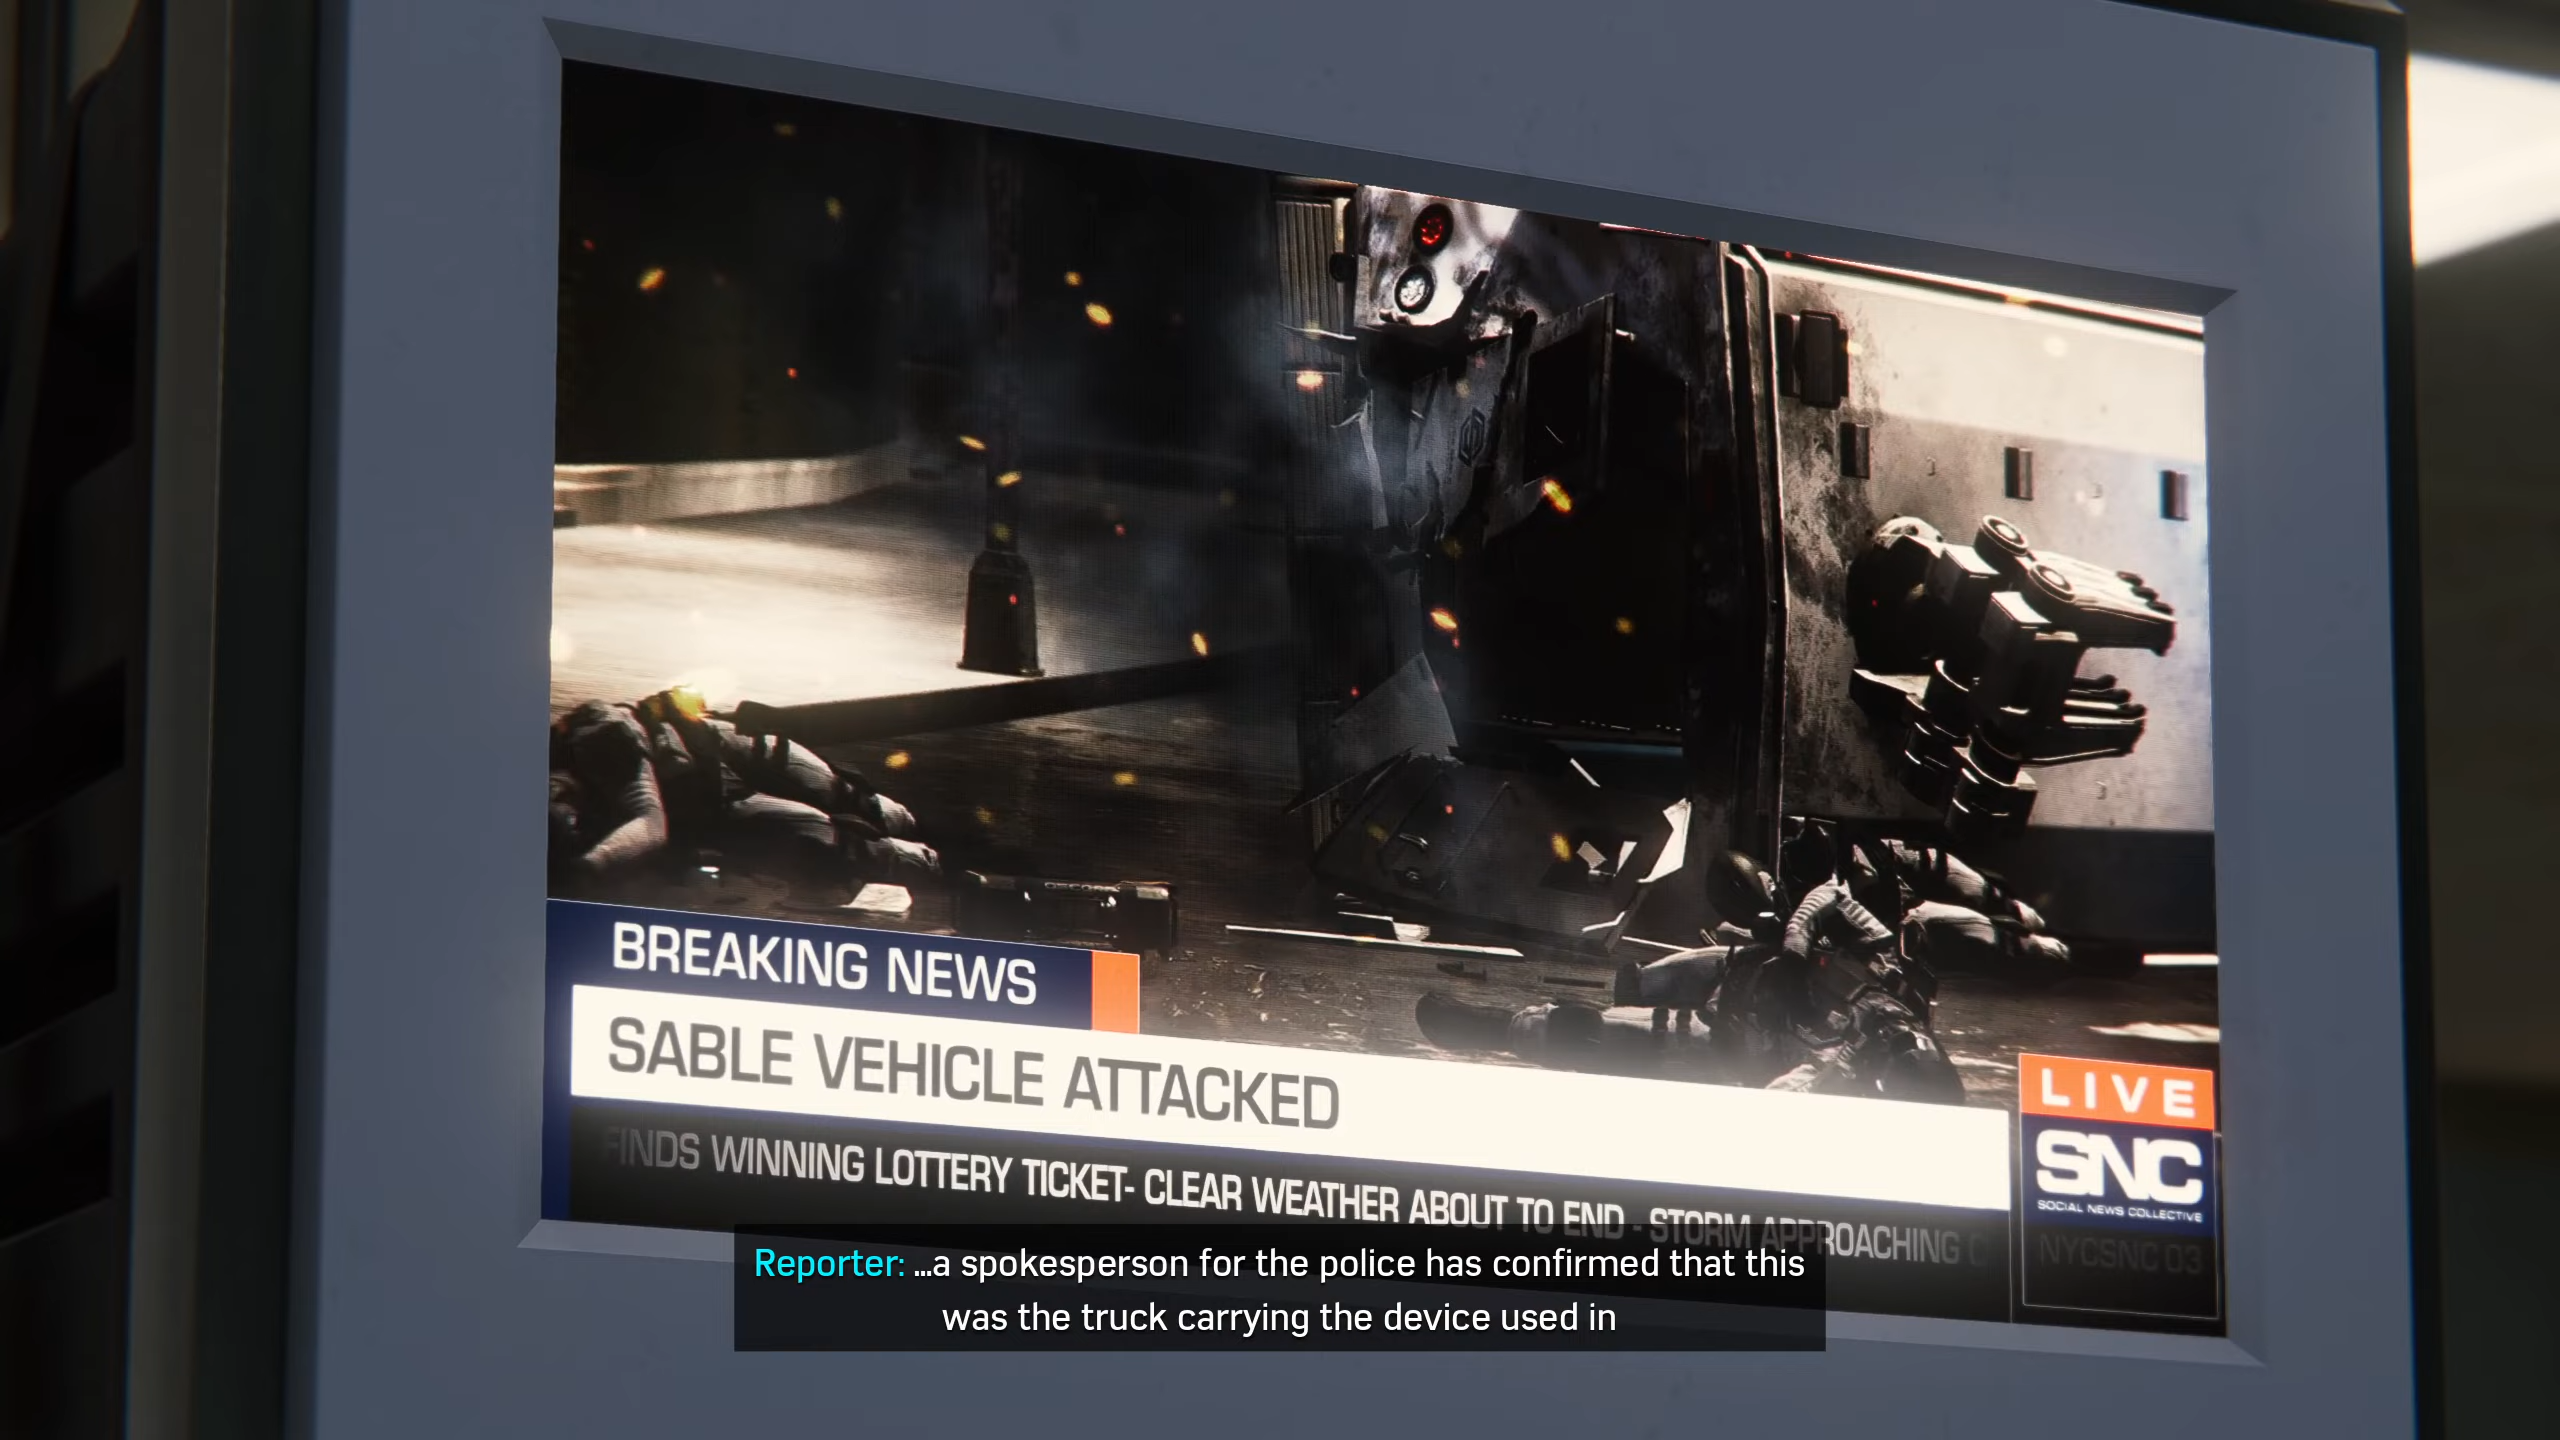 BREAKING NEWS
SABLE VEHICLE ATTACKED
FINDS WINNING LOTTERY TICKET- CLEAR WEATHER ABOUT TO END - STORM APPROACHING
LIVE
SNC
SOCIAL NEWS COLLECTIVE
NYCSNC 03
Reporter: ...a spokesperson for the police has confirmed that this
was the truck carrying the device used in